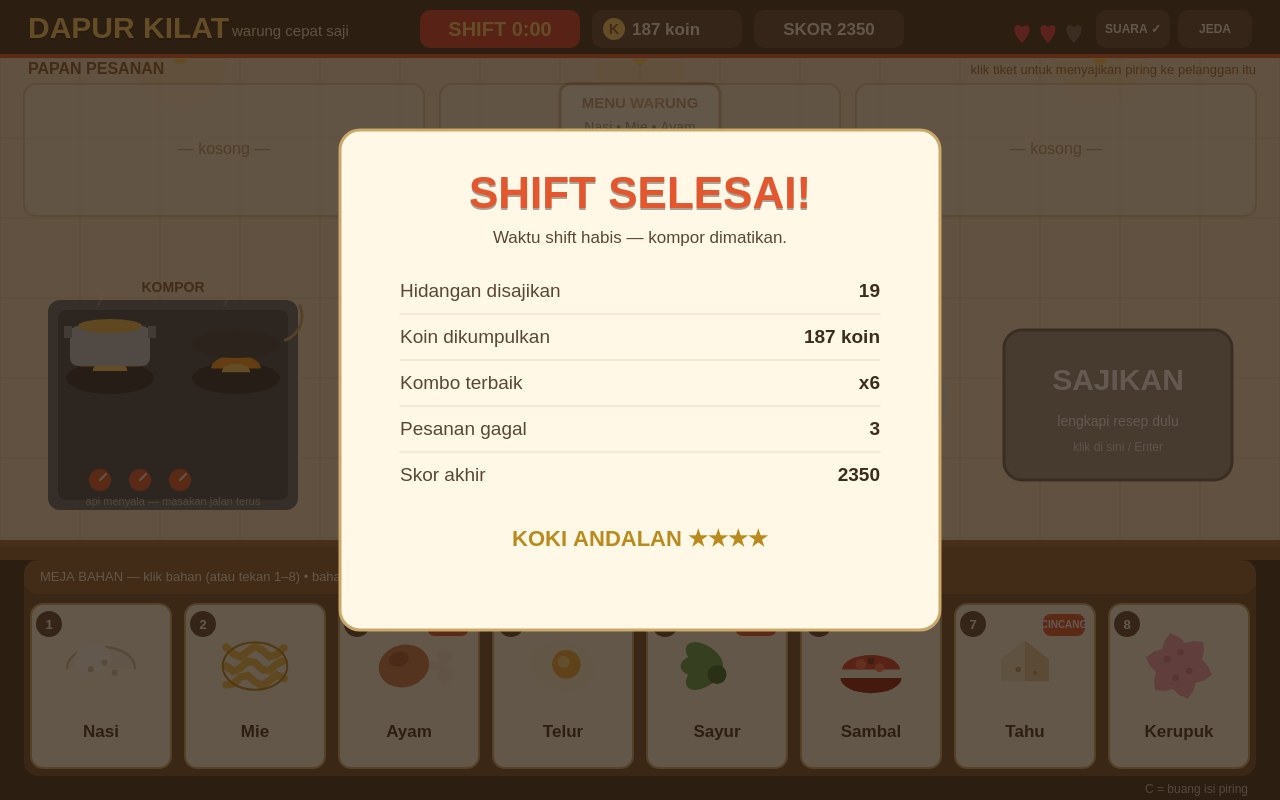 DAPUR KILAT warung cepat saji
SHIFT 0:00
K 187 koin
SKOR 2350
SUARA ✓
JEDA
PAPAN PESANAN
klik tiket untuk menyajikan piring ke pelanggan itu
MENU WARUNG
Nasi • Mie • Ayam
— kosong —
— kosong —
SHIFT SELESAI!
Waktu shift habis — kompor dimatikan.
Hidangan disajikan 19
Koin dikumpulkan 187 koin
Kombo terbaik x6
Pesanan gagal 3
Skor akhir 2350
KOKI ANDALAN ★★★★
KOMPOR
api menyala — masakan jalan terus
SAJIKAN
lengkapi resep dulu
klik di sini / Enter
MEJA BAHAN — klik bahan (atau tekan 1–8) •
1
2
7
CINCANG
8
Nasi
Mie
Ayam
Telur
Sayur
Sambal
Tahu
Kerupuk
C = buang isi piring